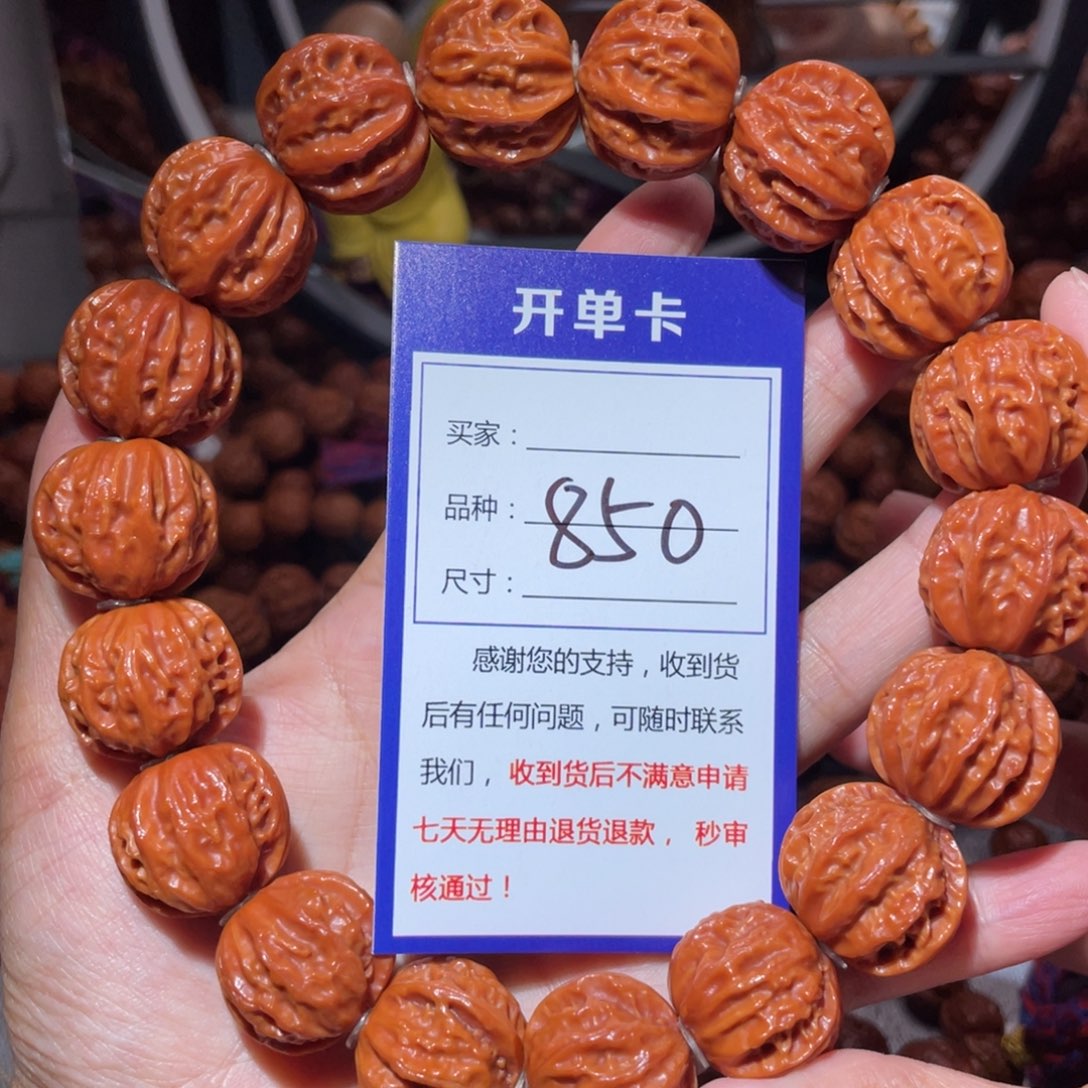 开单卡
买家：
品种：850
尺寸：
感谢您的支持，收到货
后有任何问题，可随时联系
我们，收到货后不满意申请
七天无理由退货退款，秒审
核通过！